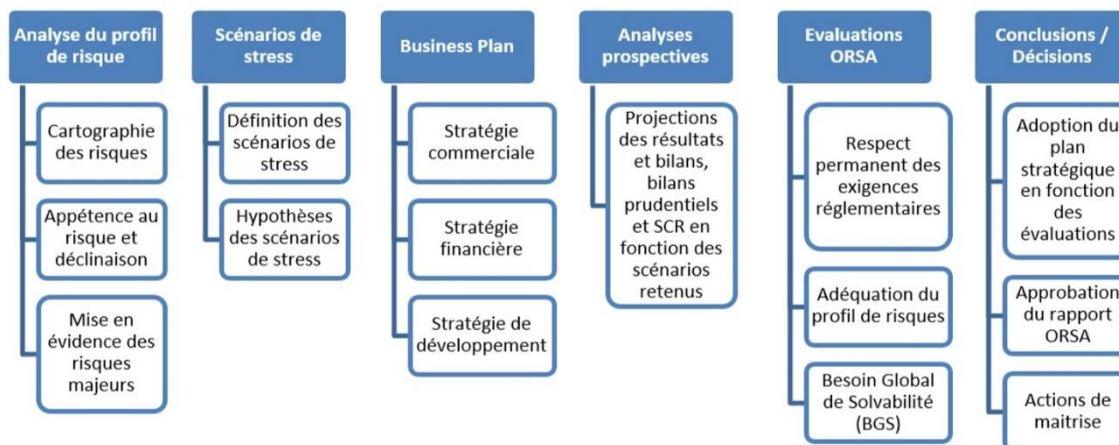 Analyse du profil
de risque
Cartographie
des risques
Appétence au
risque et
déclinaison
Mise en
évidence des
risques
majeurs
Scénarios de
stress
Définition des
scénarios de
stress
Hypothèses
des scénarios
de stress
Business Plan
Stratégie
commerciale
Stratégie
financière
Stratégie de
développement
Analyses
prospectives
Projections
des résultats
et bilans,
bilans
prudentiels
et SCR en
fonction des
scénarios
retenus
Evaluations
ORSA
Respect
permanent des
exigences
réglementaires
Adéquation du
profil de risques
Besoin Global
de Solvabilité
(BGS)
Conclusions /
Décisions
Adoption du
plan
stratégique
en fonction
des
évaluations
Approbation
du rapport
ORSA
Actions de
maitrise